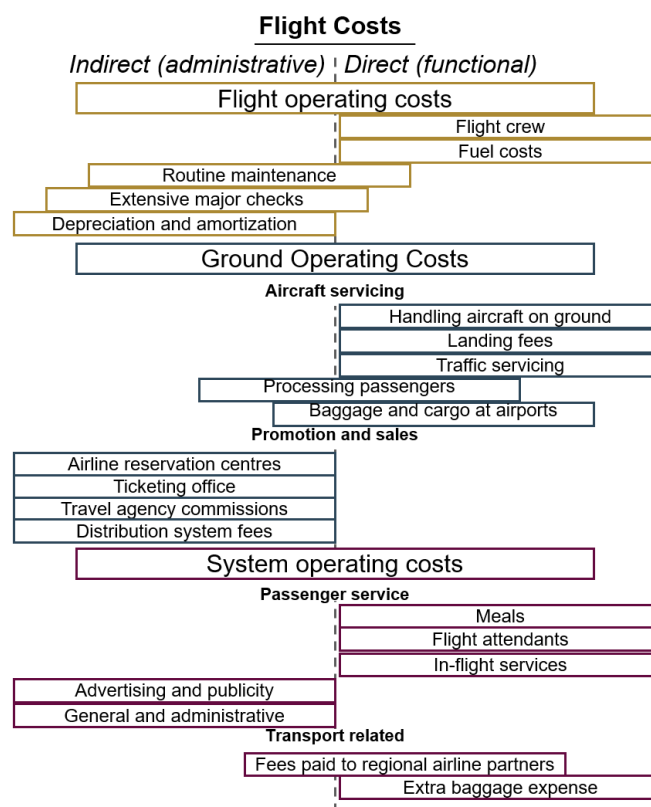 Flight Costs
Indirect (administrative) Direct (functional)
Flight operating costs
Flight crew
Fuel costs
Routine maintenance
Extensive major checks
Depreciation and amortization
Ground Operating Costs
Aircraft servicing
Handling aircraft on ground
Landing fees
Traffic servicing
Processing passengers
Baggage and cargo at airports
Promotion and sales
Airline reservation centres
Ticketing office
Travel agency commissions
Distribution system fees
System operating costs
Passenger service
Meals
Flight attendants
In-flight services
Advertising and publicity
General and administrative
Transport related
Fees paid to regional airline partners
Extra baggage expense